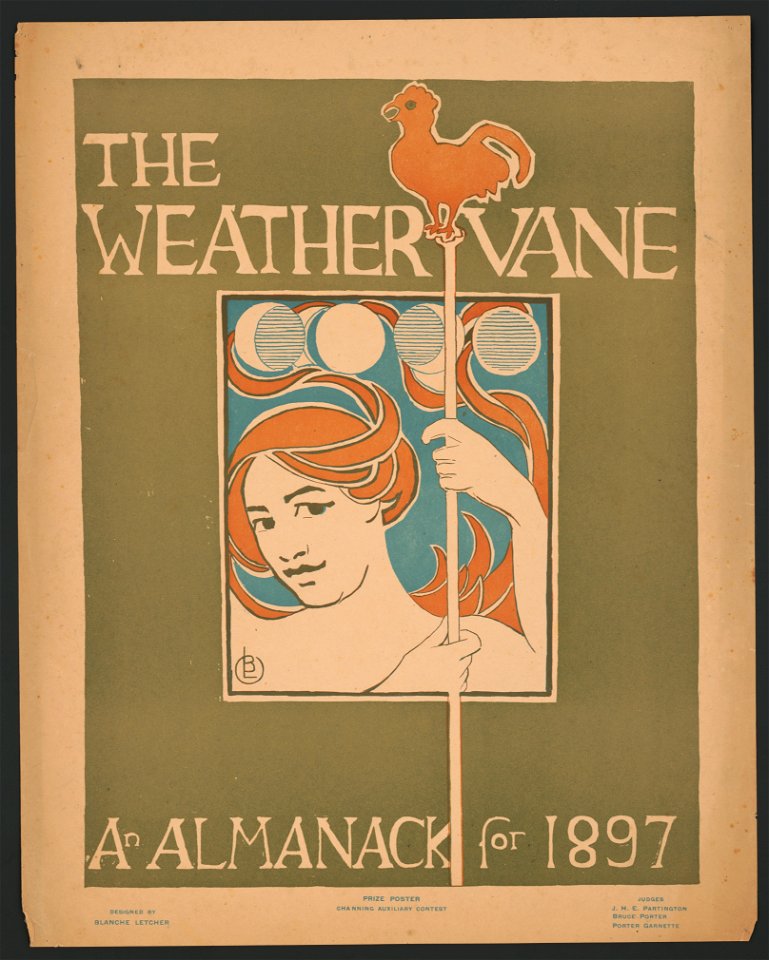 THE
WEATHER VANE
BL
An ALMANACK for 1897
DESIGNED BY
BLANCHE LETCHER
PRIZE POSTER
CHANNING AUXILIARY CONTEST
JUDGES
J. H. E. PARTINGTON
BRUCE PORTER
PORTER GARNETTE